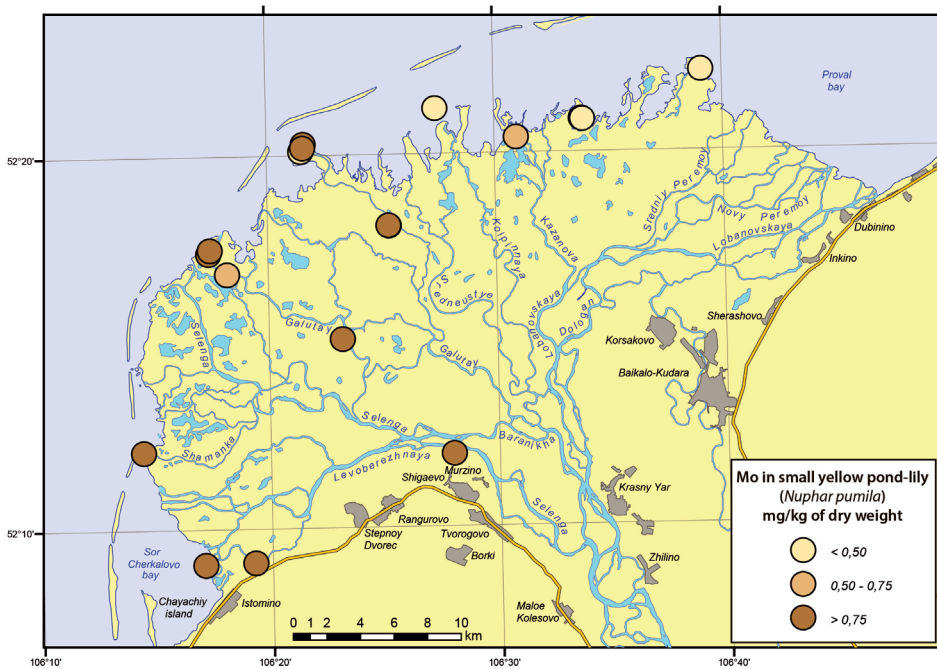 Proval
bay
52°20'
Sredniy Peremoy
Novy Peremoy
Lobanovskaya
Dubinino
Inkino
Kolpinnaya
Kazanova
Sredneustye
Lobanovskaya
Dologan
Sherashovo
Korsakovo
Baikalo-Kudara
Galutay
Galutay
Selenga
Selenga
Shamanka
Baranikha
Levoberezhnaya
Murzino
Shigaevo
Selenga
Krasny Yar
Rangurovo
Tvorogovo
Stepnoy
Dvorec
Borki
Zhilino
52°10'
Sor
Cherkalovo
bay
Chayachiy
island
Istomino
Maloe
Kolesovo
0 1 2 4 6 8 10
km
Mo in small yellow pond-lily
(Nuphar pumila)
mg/kg of dry weight
< 0,50
0,50 - 0,75
> 0,75
106°10' 106°20' 106°30' 106°40'